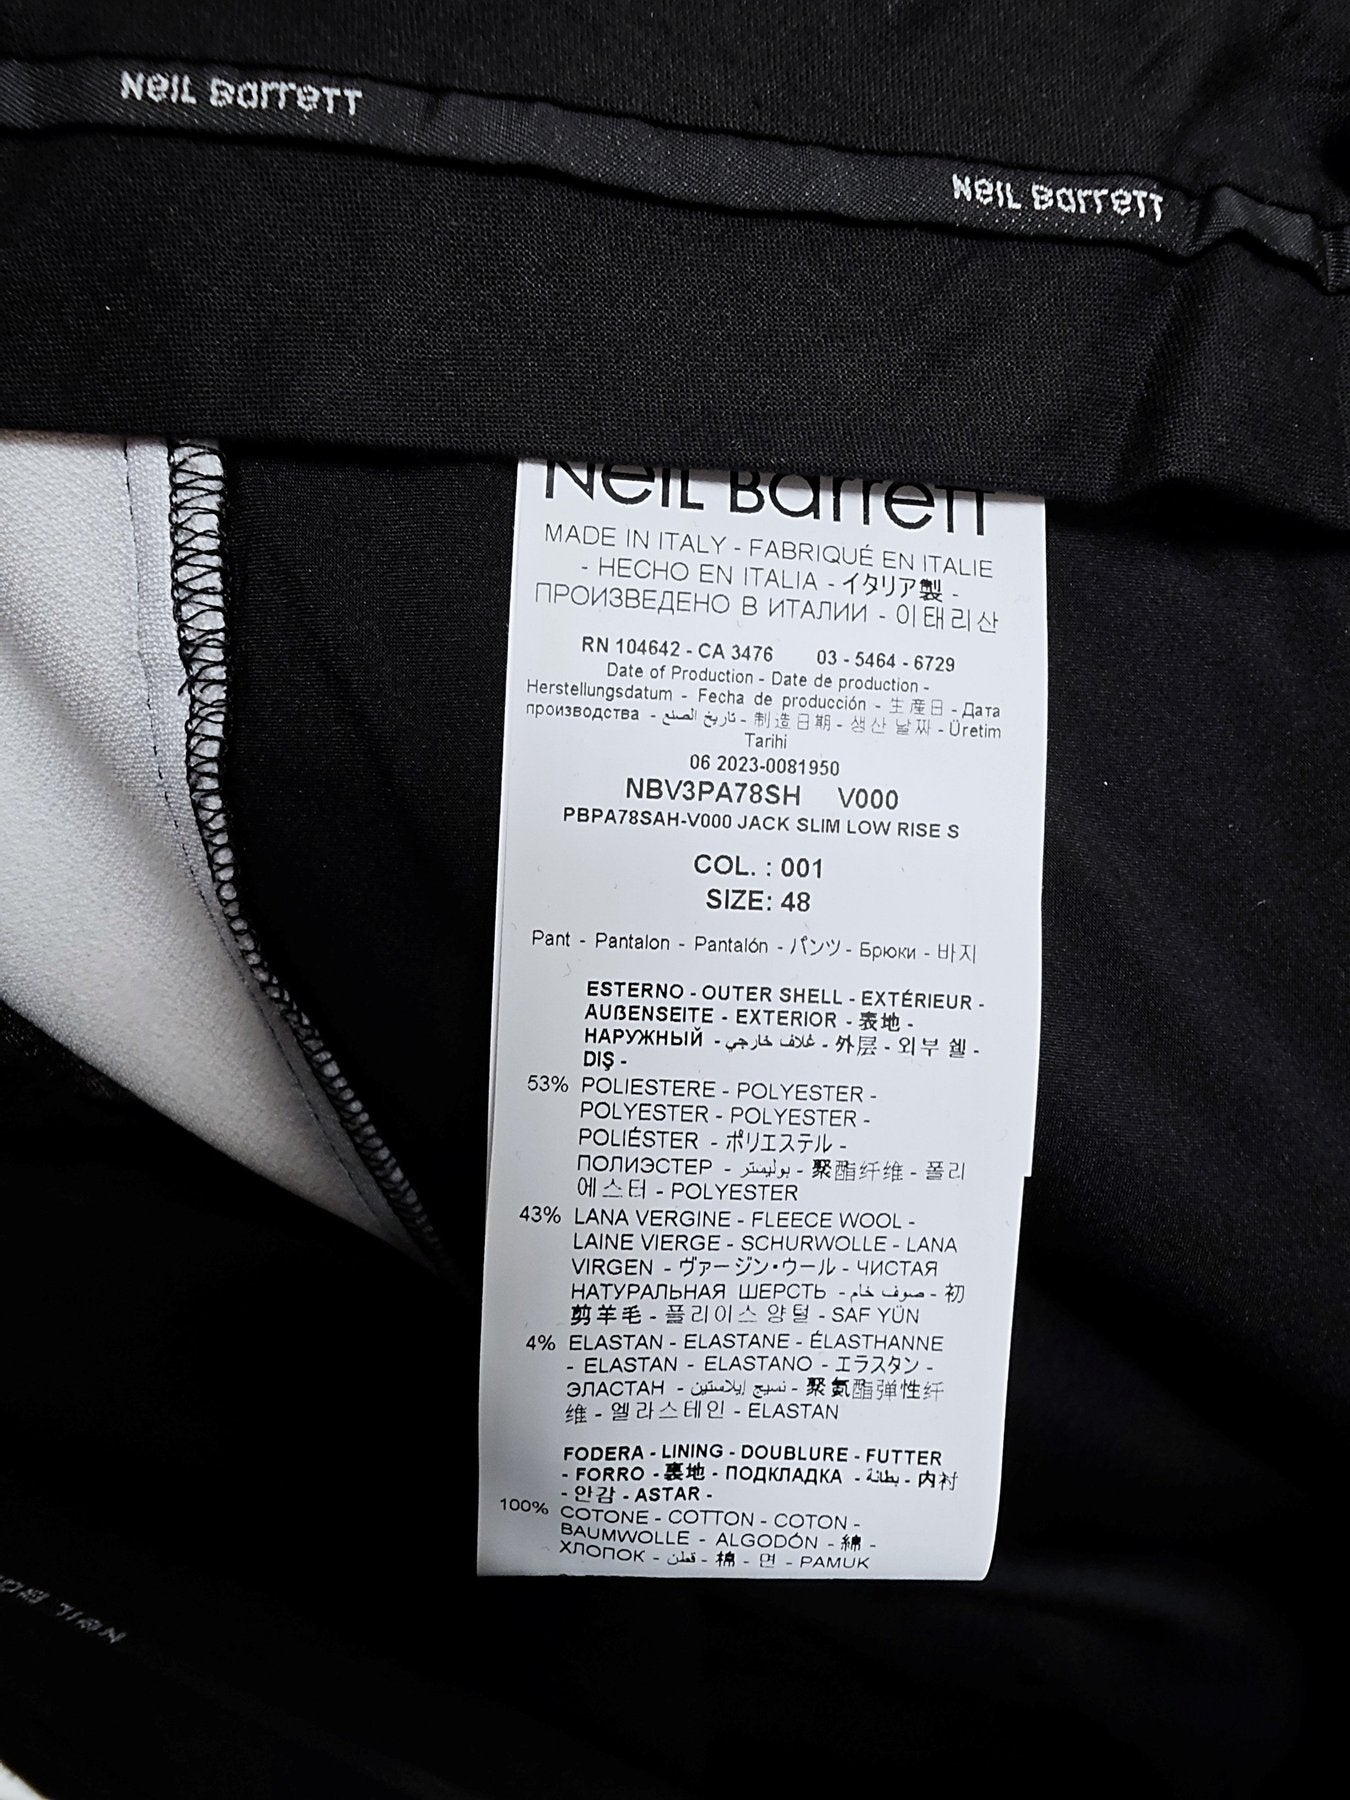 Neil Barrett
Neil Barrett
Neil Barrett
MADE IN ITALY - FABRIQUÉ EN ITALIE
- HECHO EN ITALIA - イタリア製 -
ПРОИЗВЕДЕНО В ИТАЛИИ - 이태리산
RN 104642 - CA 3476 03 - 5464 - 6729
Date of Production - Date de production -
Herstellungsdatum - Fecha de producción - 生産日 - Дата
производства - تاريخ الصنع - 制造日期 - 생산 날짜 - Üretim
Tarihi
06 2023-0081950
NBV3PA78SH V000
PBPA78SAH-V000 JACK SLIM LOW RISE S
COL. : 001
SIZE: 48
Pant - Pantalon - Pantalón - パンツ - Брюки - 바지
ESTERNO - OUTER SHELL - EXTÉRIEUR -
AUßENSEITE - EXTERIOR - 表地 -
НАРУЖНЫЙ - غلاف خارجي - 外层 - 외부 쉘 -
DIŞ -
53% POLIESTERE - POLYESTER -
POLYESTER - POLYESTER -
POLIÉSTER - ポリエステル -
ПОЛИЭСТЕР - بوليستر - 聚酯纤维 - 폴리
에스터 - POLYESTER
43% LANA VERGINE - FLEECE WOOL -
LAINE VIERGE - SCHURWOLLE - LANA
VIRGEN - ヴァージン・ウール - ЧИСТАЯ
НАТУРАЛЬНАЯ ШЕРСТЬ - صوف خام - 初
剪羊毛 - 플리이스 양털 - SAF YÜN
4% ELASTAN - ELASTANE - ÉLASTHANNE
- ELASTAN - ELASTANO - エラスタン -
ЭЛАСТАН - نسيج إيلاستين - 聚氨酯弹性纤
维 - 엘라스테인 - ELASTAN
FODERA - LINING - DOUBLURE - FUTTER
- FORRO - 裏地 - ПОДКЛАДКА - بطانة - 内衬
- 안감 - ASTAR -
100% COTONE - COTTON - COTON -
BAUMWOLLE - ALGODÓN - 綿 -
ХЛОПОК - قطن - 棉 - 면 - PAMUK